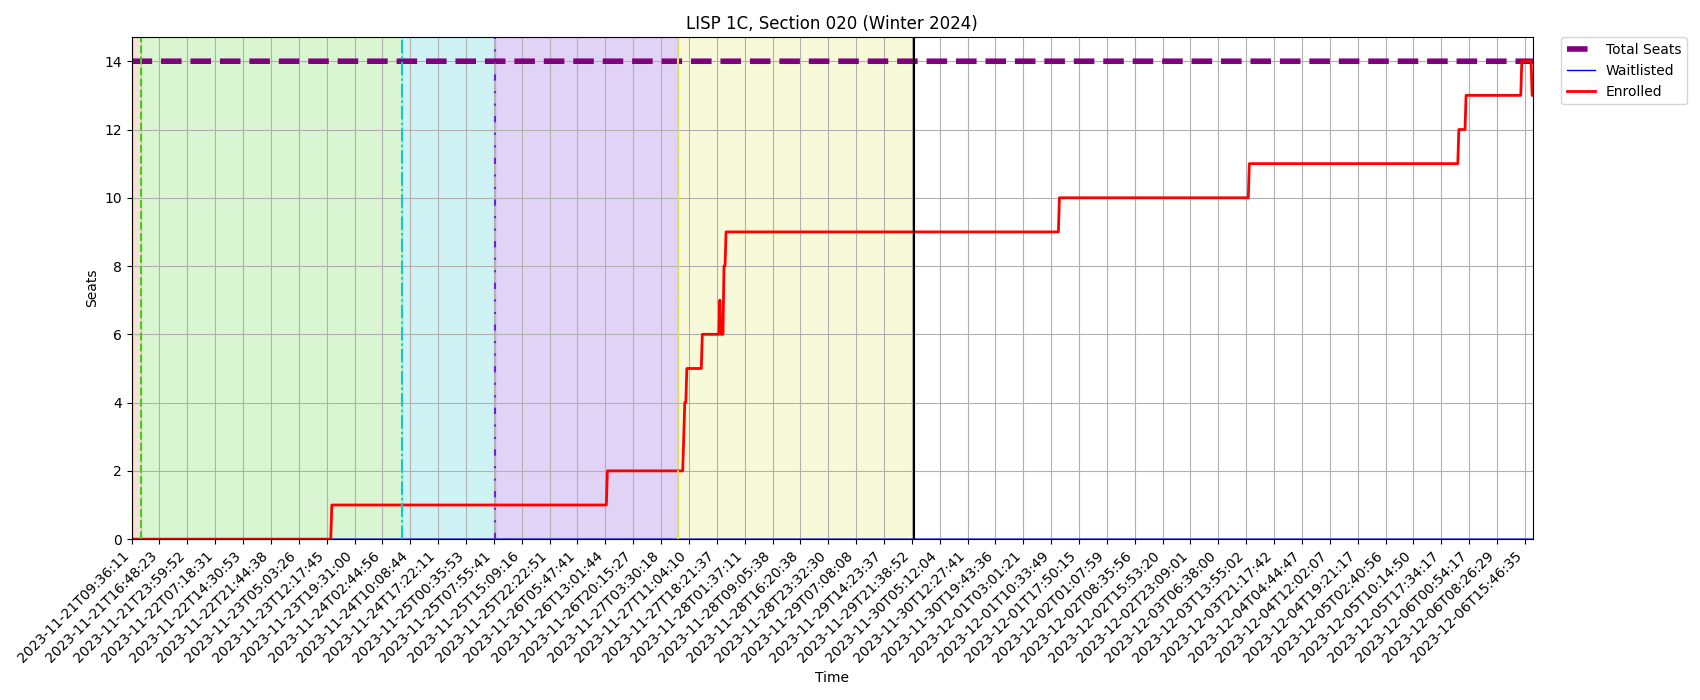 LISP 1C, Section 020 (Winter 2024)
Total Seats
Waitlisted
Enrolled
Seats
14
12
10
8
6
4
2
0
2023-11-21T09:36:11
2023-11-21T16:48:23
2023-11-21T23:59:52
2023-11-22T07:18:31
2023-11-22T14:30:53
2023-11-22T21:44:38
2023-11-23T05:03:26
2023-11-23T12:17:45
2023-11-23T19:31:00
2023-11-24T02:44:56
2023-11-24T10:08:44
2023-11-24T17:22:11
2023-11-25T00:35:53
2023-11-25T07:55:41
2023-11-25T15:09:16
2023-11-25T22:22:51
2023-11-26T05:47:41
2023-11-26T13:01:44
2023-11-26T20:15:27
2023-11-27T03:30:18
2023-11-27T11:04:10
2023-11-27T18:21:37
2023-11-28T01:37:11
2023-11-28T09:05:38
2023-11-28T16:20:38
2023-11-28T23:32:30
2023-11-29T07:08:08
2023-11-29T14:23:37
2023-11-29T21:38:52
2023-11-30T05:12:04
2023-11-30T12:27:41
2023-11-30T19:43:36
2023-12-01T03:01:21
2023-12-01T10:33:49
2023-12-01T17:50:15
2023-12-02T01:07:59
2023-12-02T08:35:56
2023-12-02T15:53:20
2023-12-02T23:09:01
2023-12-03T06:38:00
2023-12-03T13:55:02
2023-12-03T21:17:42
2023-12-04T04:44:47
2023-12-04T12:02:07
2023-12-04T19:21:17
2023-12-05T02:40:56
2023-12-05T10:14:50
2023-12-05T17:34:17
2023-12-06T00:54:17
2023-12-06T08:26:29
2023-12-06T15:46:35
Time